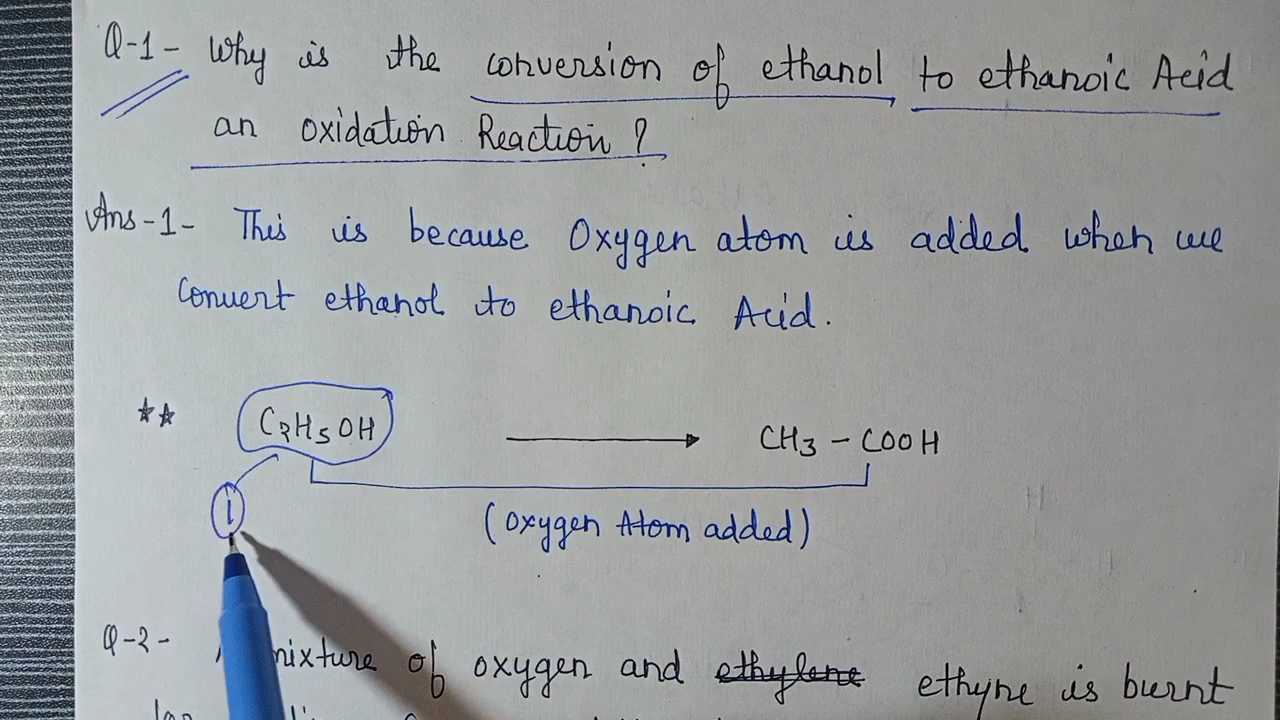 Q-1- Why is the conversion of ethanol to ethanoic Acid
an oxidation Reaction ?
Ans-1- This is because Oxygen atom is added when we
Convert ethanol to ethanoic Acid.
** C2H5OH → CH3 - COOH
1
(Oxygen Atom added)
Q-2- mixture of oxygen and ethylene ethyne is burnt